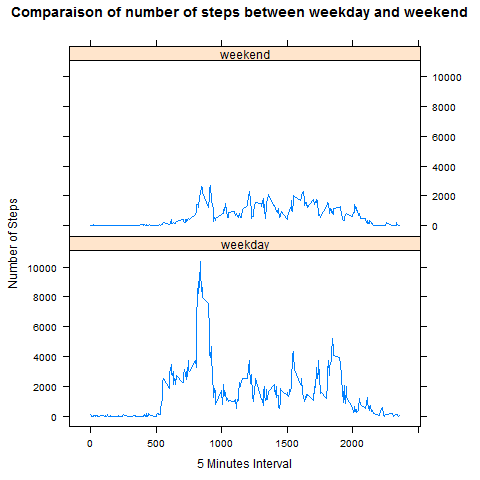 Comparaison of number of steps between weekday and weekend
weekend
10000
8000
6000
4000
2000
0
Number of Steps
weekday
10000
8000
6000
4000
2000
0
0 500 1000 1500 2000
5 Minutes Interval